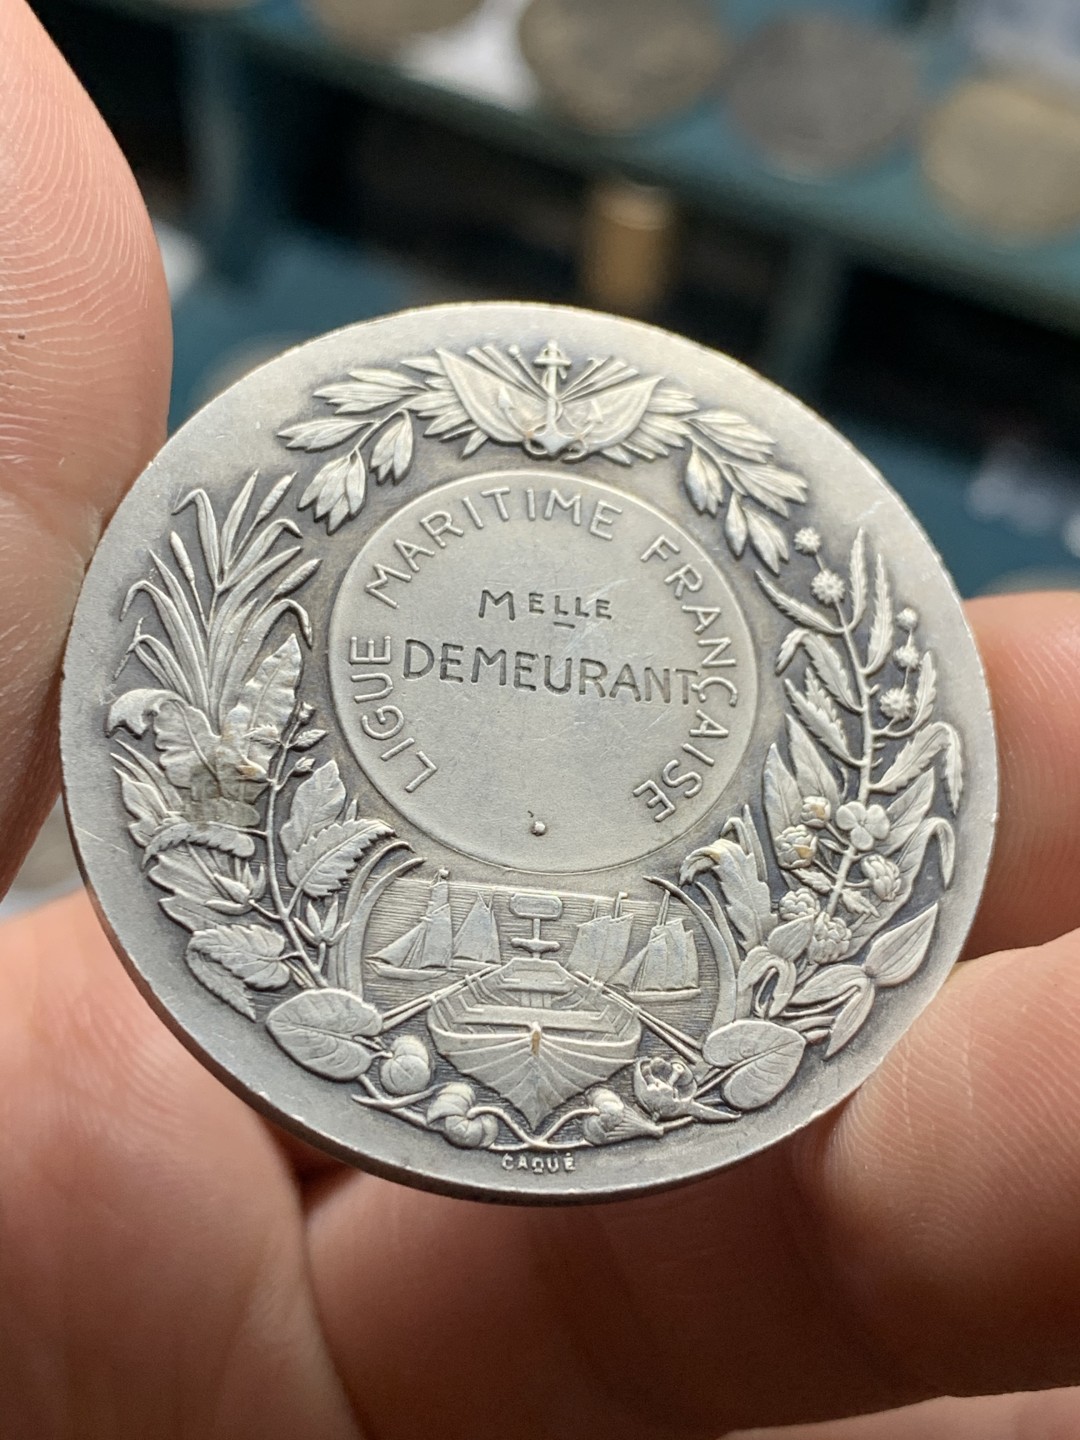 LIGUE MARITIME FRANÇAISE
MELLE
DEMEURANT
CAQUÉ